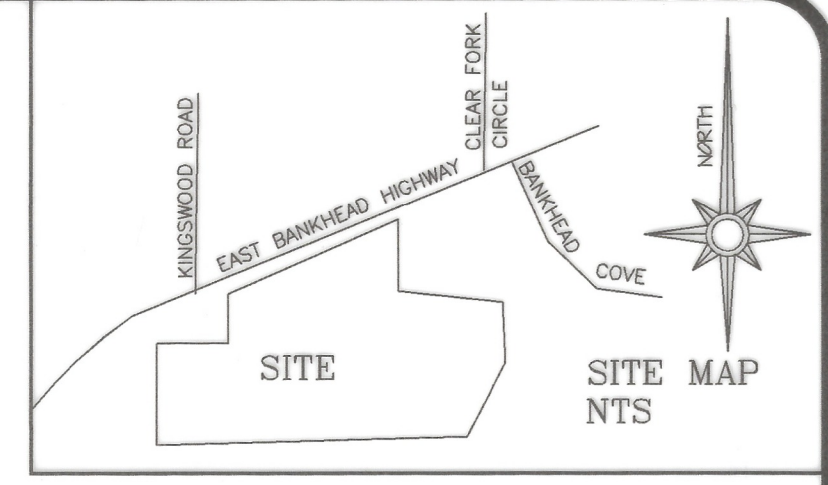 KINGSWOOD ROAD
EAST BANKHEAD HIGHWAY
CLEAR FORK
CIRCLE
BANKHEAD
COVE
NORTH
SITE
SITE MAP
NTS